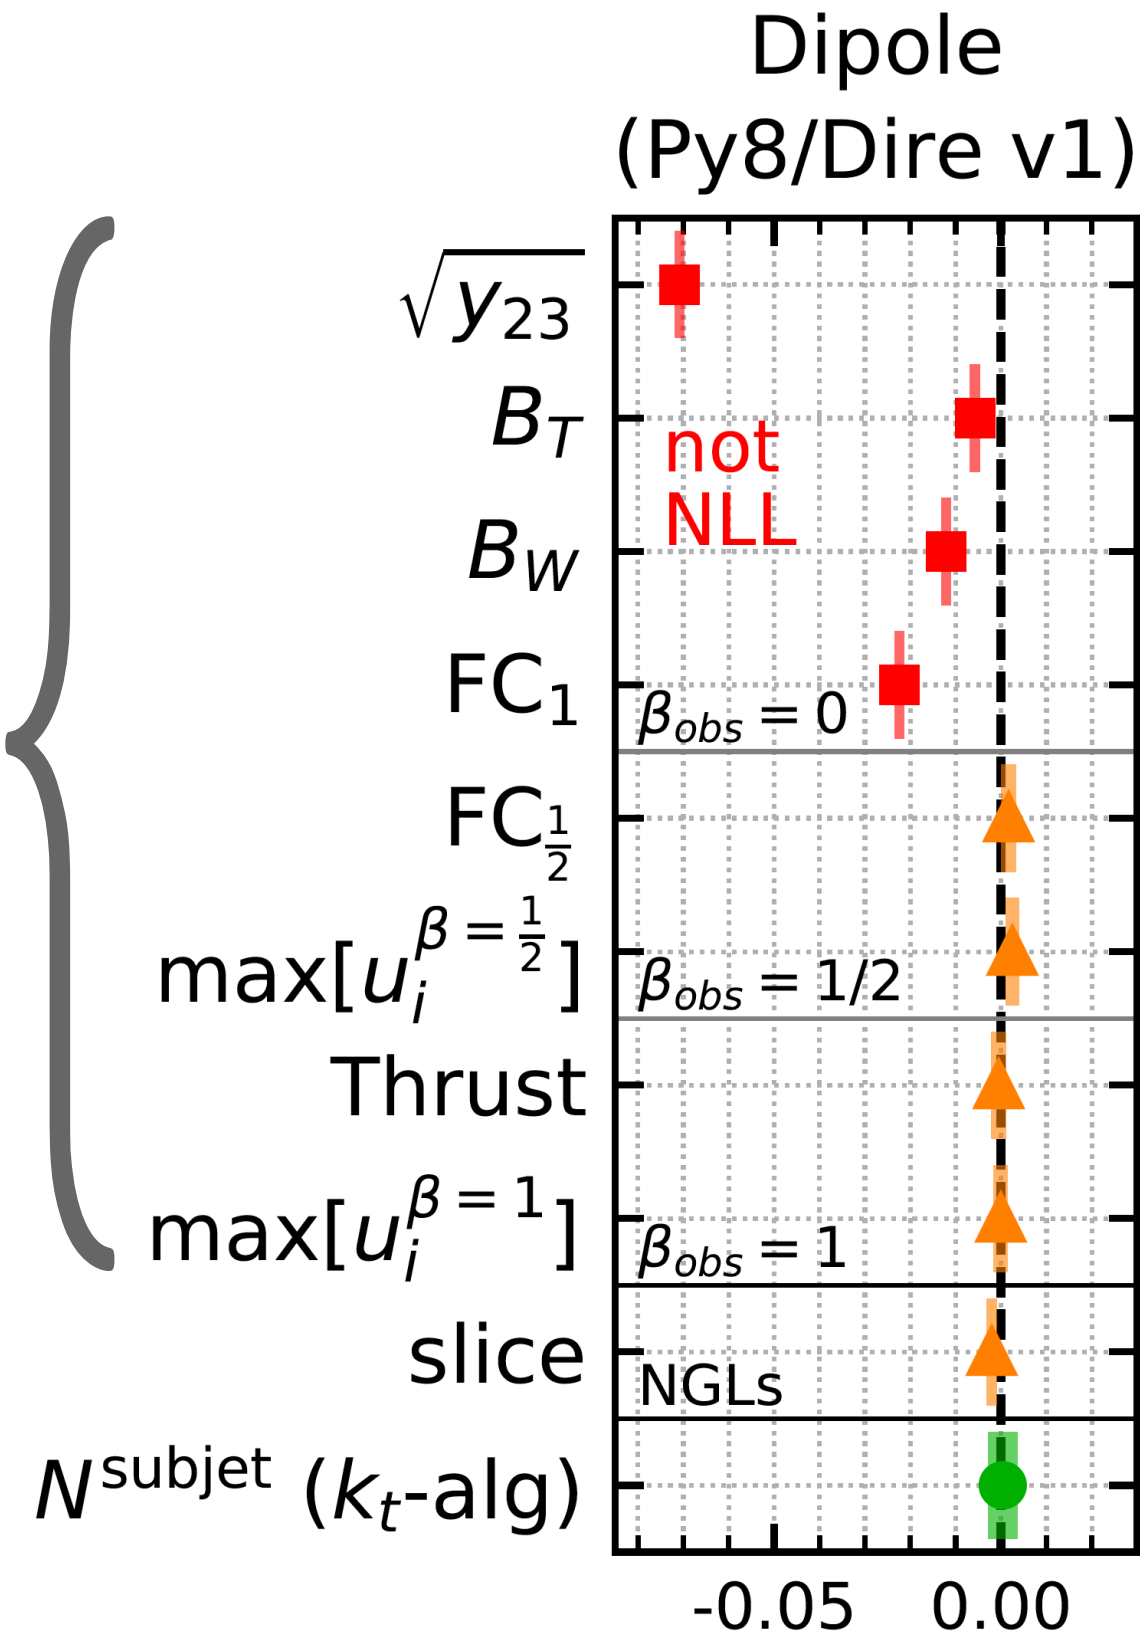 Dipole
(Py8/Dire v1)
√y₂₃
B_T
not
NLL
B_W
FC₁
β_obs = 0
FC_½
max[u_i^{β = ½}]
β_obs = 1/2
Thrust
max[u_i^{β = 1}]
β_obs = 1
slice
NGLs
N^subjet (k_t-alg)
-0.05 0.00